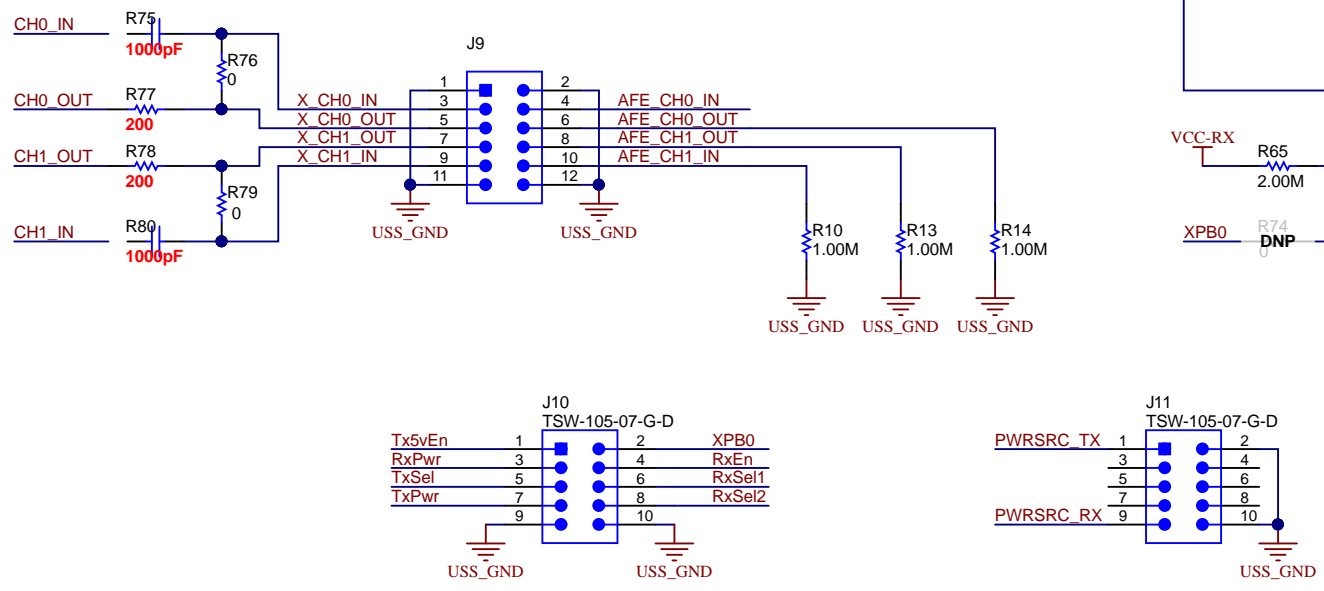 CH0_IN
R75
1000pF
R76
0
CH0_OUT
R77
200
CH1_OUT
R78
200
R79
0
CH1_IN
R80
1000pF
X_CH0_IN
X_CH0_OUT
X_CH1_OUT
X_CH1_IN
J9
1 2
3 4
5 6
7 8
9 10
11 12
AFE_CH0_IN
AFE_CH0_OUT
AFE_CH1_OUT
AFE_CH1_IN
USS_GND
USS_GND
R10
1.00M
R13
1.00M
R14
1.00M
USS_GND
USS_GND
USS_GND
VCC-RX
R65
2.00M
XPB0
R74
DNP
0
J10
TSW-105-07-G-D
Tx5vEn 1 2 XPB0
RxPwr 3 4 RxEn
TxSel 5 6 RxSel1
TxPwr 7 8 RxSel2
9 10
USS_GND
USS_GND
J11
TSW-105-07-G-D
PWRSRC_TX 1 2
3 4
5 6
7 8
PWRSRC_RX 9 10
USS_GND